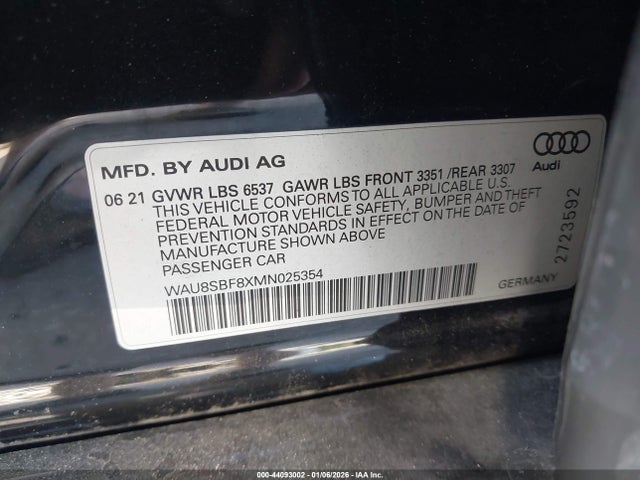 MFD. BY AUDI AG
06 21 GVWR LBS 6537 GAWR LBS FRONT 3351 /REAR 3307
THIS VEHICLE CONFORMS TO ALL APPLICABLE U.S.
FEDERAL MOTOR VEHICLE SAFETY, BUMPER AND THEFT
PREVENTION STANDARDS IN EFFECT ON THE DATE OF
MANUFACTURE SHOWN ABOVE
PASSENGER CAR
WAU8SBF8XMN025354
Audi
2723592
GERMANY
000-44093002 | 01/06/2026 | IAA Inc.